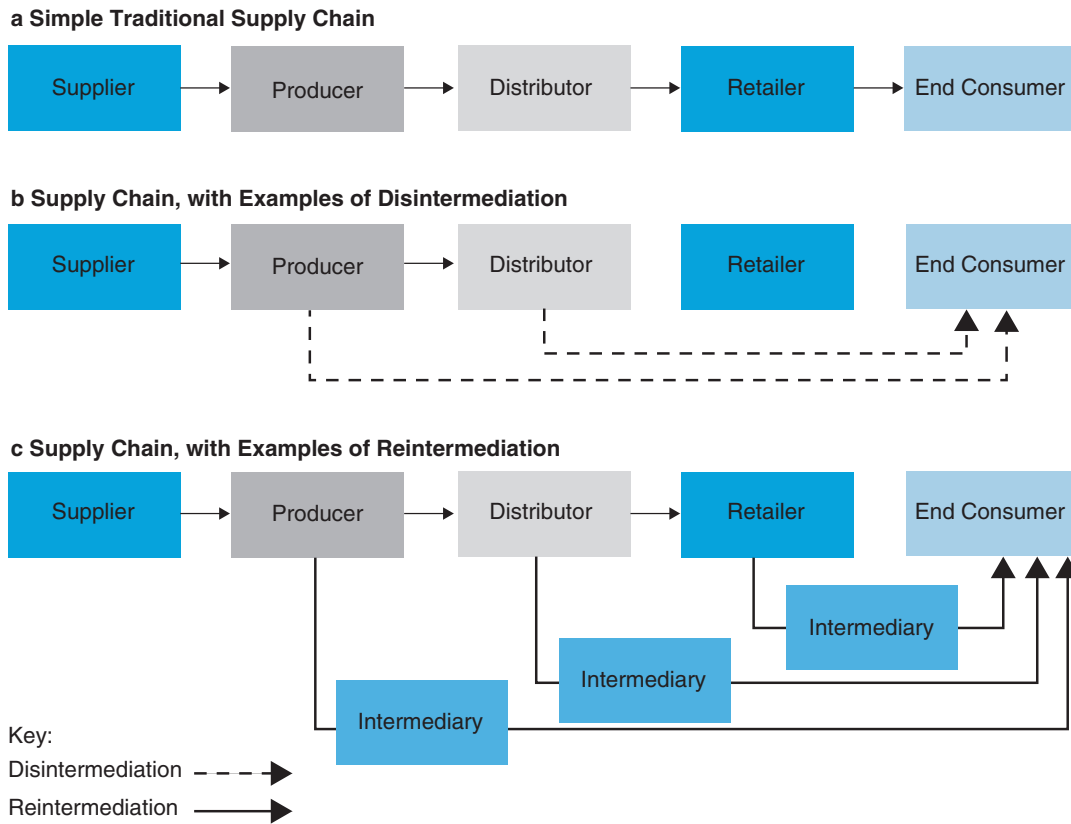 a Simple Traditional Supply Chain
Supplier
Producer
Distributor
Retailer
End Consumer
b Supply Chain, with Examples of Disintermediation
Supplier
Producer
Distributor
Retailer
End Consumer
c Supply Chain, with Examples of Reintermediation
Supplier
Producer
Distributor
Retailer
End Consumer
Intermediary
Intermediary
Intermediary
Key:
Disintermediation
Reintermediation